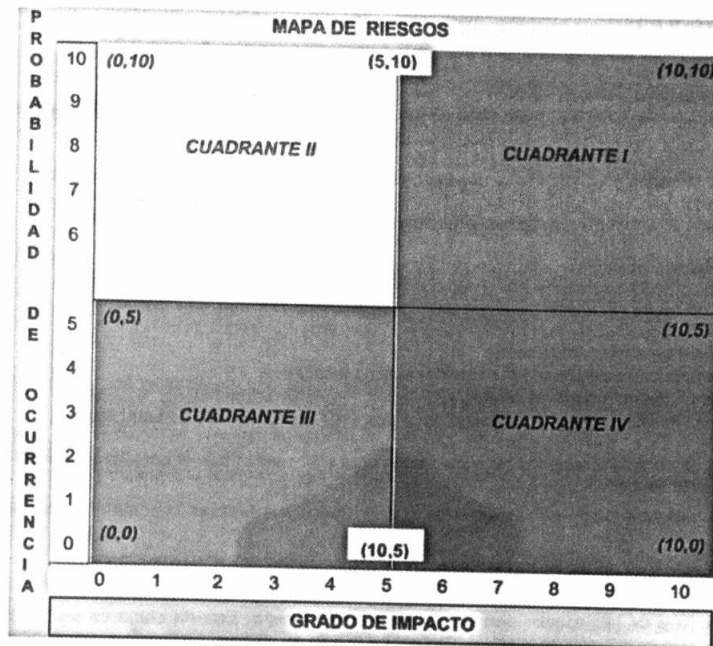 MAPA DE RIESGOS
PROBABILIDAD DE OCURRENCIA
10 (0,10) (5,10) (10,10)
9
8 CUADRANTE II CUADRANTE I
7
6
5 (0,5) (10,5)
4
3 CUADRANTE III CUADRANTE IV
2
1
0 (0,0) (10,5) (10,0)
0 1 2 3 4 5 6 7 8 9 10
GRADO DE IMPACTO